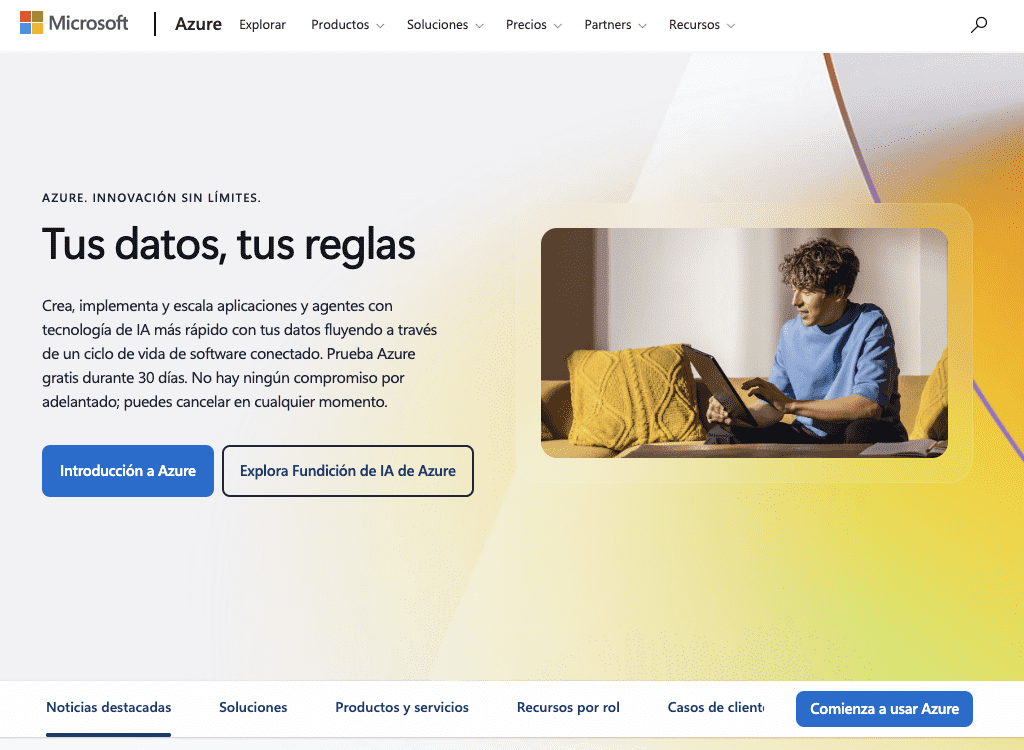 Microsoft
Azure
Explorar
Productos
Soluciones
Precios
Partners
Recursos
AZURE. INNOVACIÓN SIN LÍMITES.
Tus datos, tus reglas
Crea, implementa y escala aplicaciones y agentes con
tecnología de IA más rápido con tus datos fluyendo a través
de un ciclo de vida de software conectado. Prueba Azure
gratis durante 30 días. No hay ningún compromiso por
adelantado; puedes cancelar en cualquier momento.
Introducción a Azure
Explora Fundición de IA de Azure
Noticias destacadas
Soluciones
Productos y servicios
Recursos por rol
Casos de client
Comienza a usar Azure